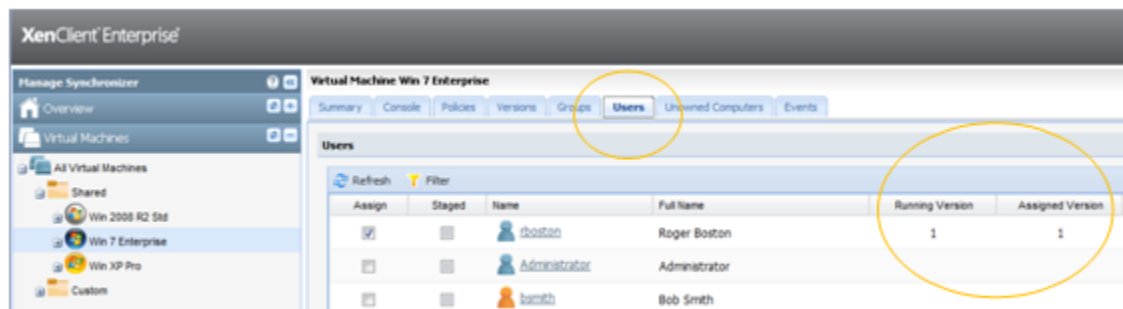 XenClient Enterprise
Manage Synchronizer
Virtual Machine Win 7 Enterprise
Overview
Summary Console Policies Versions Groups Users Unowned Computers Events
Virtual Machines
Users
All Virtual Machines
Refresh Filter
Shared
Assign Staged Name Full Name Running Version Assigned Version
Win 2008 R2 Std
rboston Roger Boston 1 1
Win 7 Enterprise
Win XP Pro
Administrator Administrator
Custom
bsmith Bob Smith